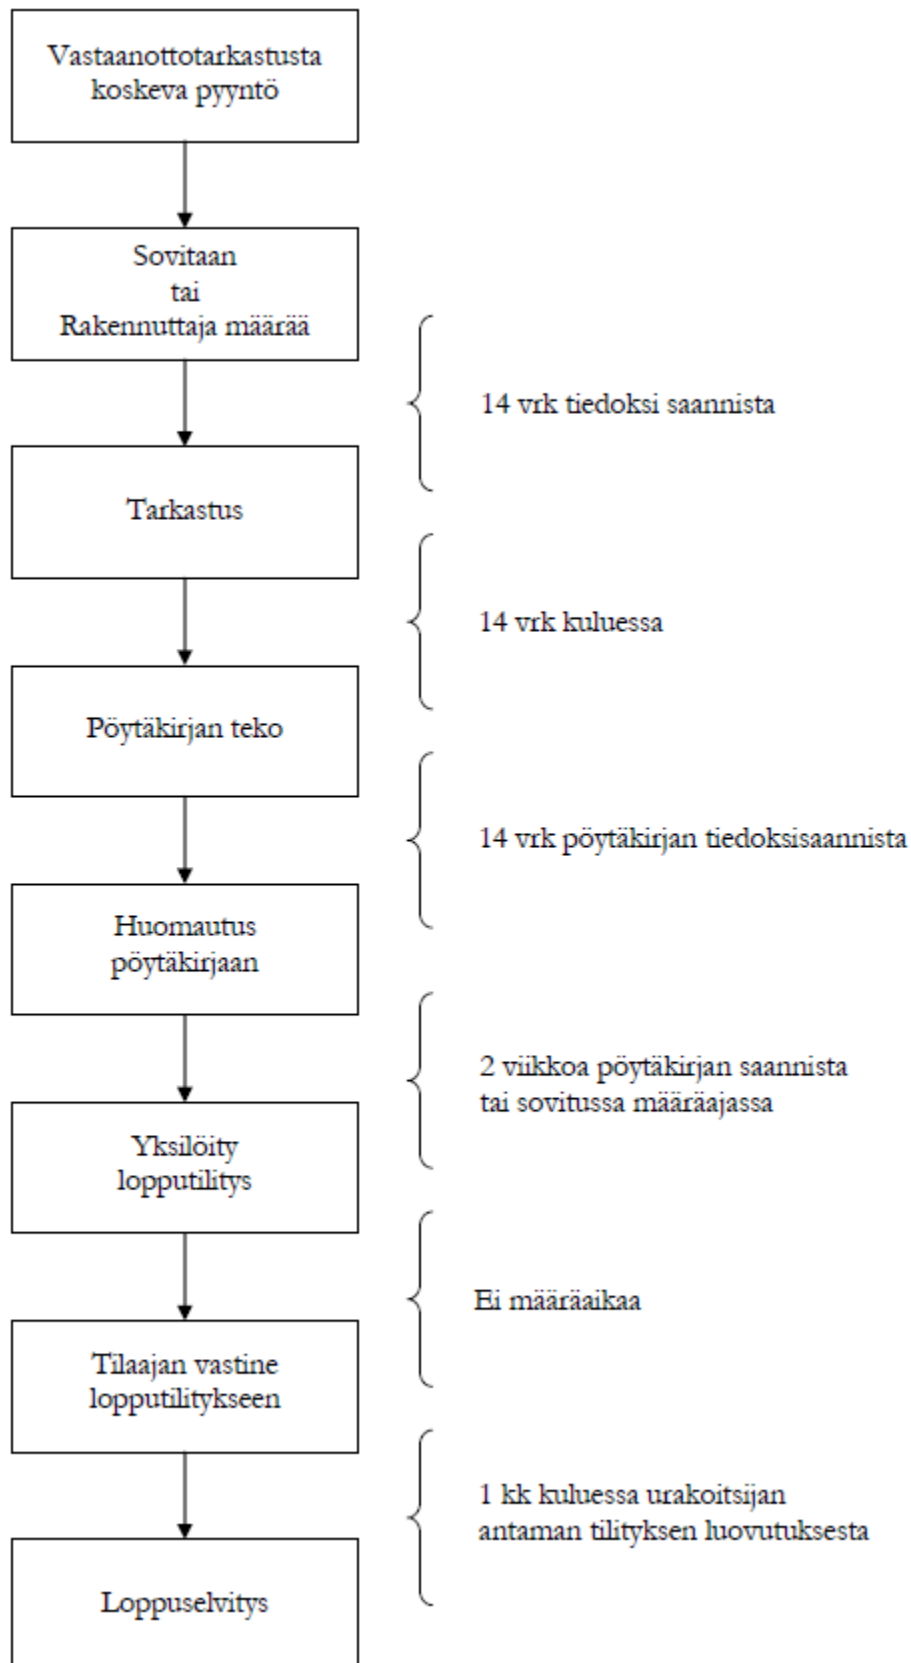 Vastaanottotarkastusta
koskeva pyyntö
Sovitaan
tai
Rakennuttaja määrää
14 vrk tiedoksi saannista
Tarkastus
14 vrk kuluessa
Pöytäkirjan teko
14 vrk pöytäkirjan tiedoksisaannista
Huomautus
pöytäkirjaan
2 viikkoa pöytäkirjan saannista
tai sovitussa määräajassa
Yksilöity
lopputilitys
Ei määräaikaa
Tilaajan vastine
lopputilitykseen
1 kk kuluessa urakoitsijan
antaman tilityksen luovutuksesta
Loppuselvitys